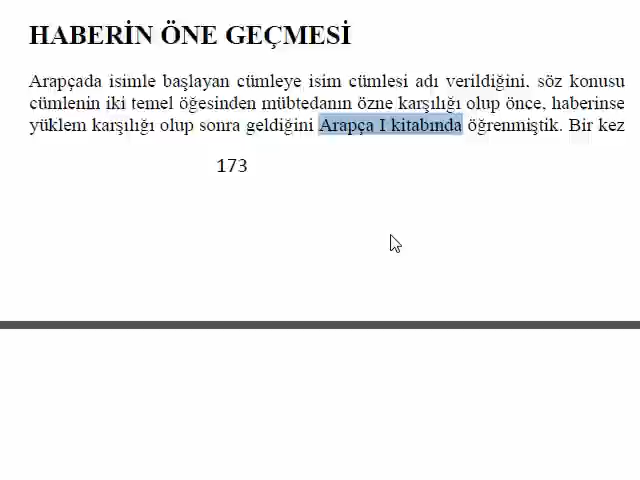 HABERİN ÖNE GEÇMESİ
Arapçada isimle başlayan cümleye isim cümlesi adı verildiğini, söz konusu
cümlenin iki temel öğesinden mübtedanın özne karşılığı olup önce, haberinse
yüklem karşılığı olup sonra geldiğini Arapça I kitabında öğrenmiştik. Bir kez
173